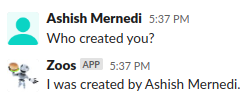 Ashish Mernedi 5:37 PM
Who created you?
Zoos APP 5:37 PM
I was created by Ashish Mernedi.